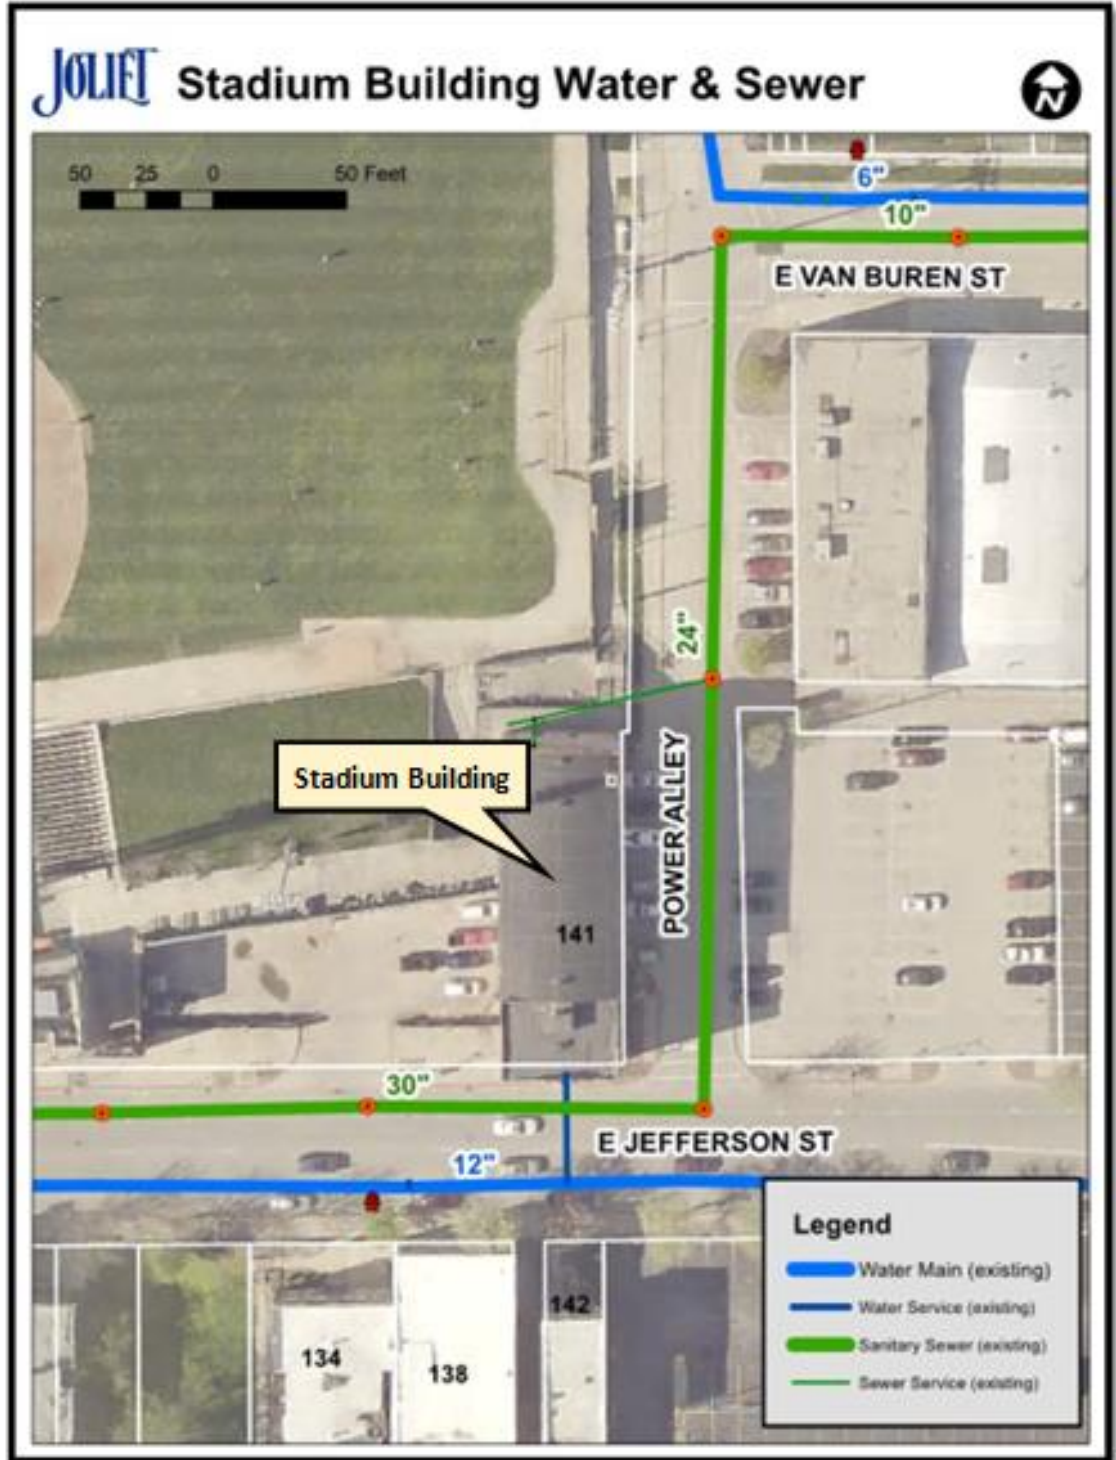 JOLIET Stadium Building Water & Sewer
N
50 25 0 50 Feet
6"
10"
E VAN BUREN ST
24"
Stadium Building
POWER ALLEY
141
30"
E JEFFERSON ST
12"
Legend
Water Main (existing)
Water Service (existing)
Sanitary Sewer (existing)
Sewer Service (existing)
142
134
138